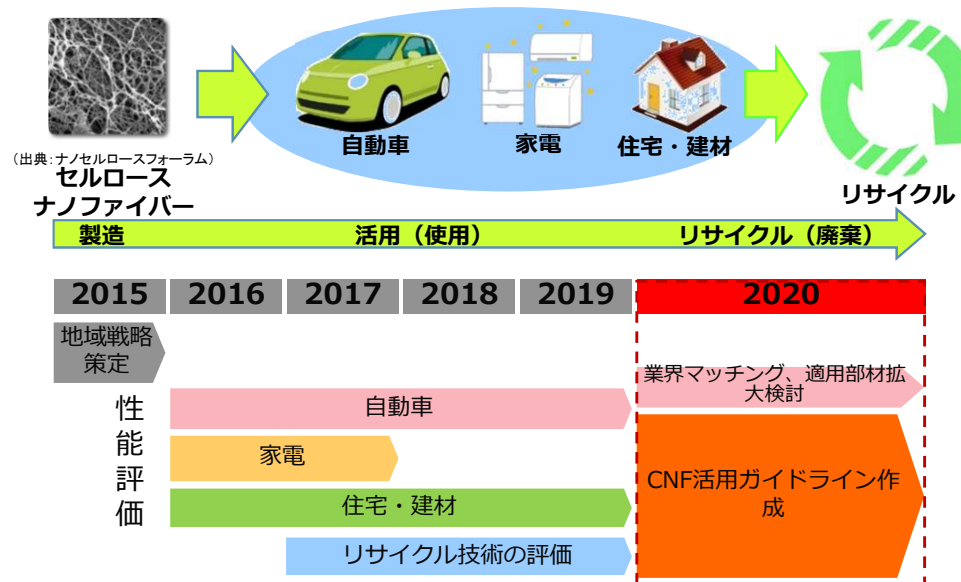 自動車
家電
住宅・建材
(出典:ナノセルロースフォーラム)
セルロース
ナノファイバー
リサイクル
製造
活用(使用)
リサイクル(廃棄)
2015
2016
2017
2018
2019
2020
地域戦略
策定
業界マッチング、適用部材拡
大検討
性能評価
自動車
家電
住宅・建材
リサイクル技術の評価
CNF活用ガイドライン作
成